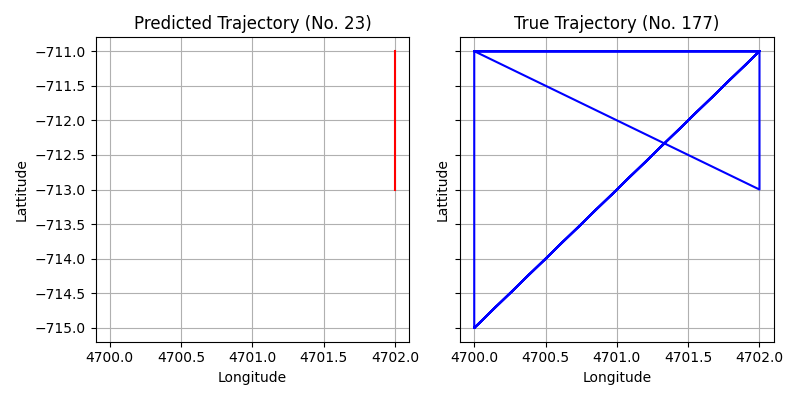 Predicted Trajectory (No. 23)
True Trajectory (No. 177)
−711.0
−711.5
−712.0
−712.5
−713.0
−713.5
−714.0
−714.5
−715.0
Lattitude
Lattitude
4700.0 4700.5 4701.0 4701.5 4702.0
4700.0 4700.5 4701.0 4701.5 4702.0
Longitude
Longitude